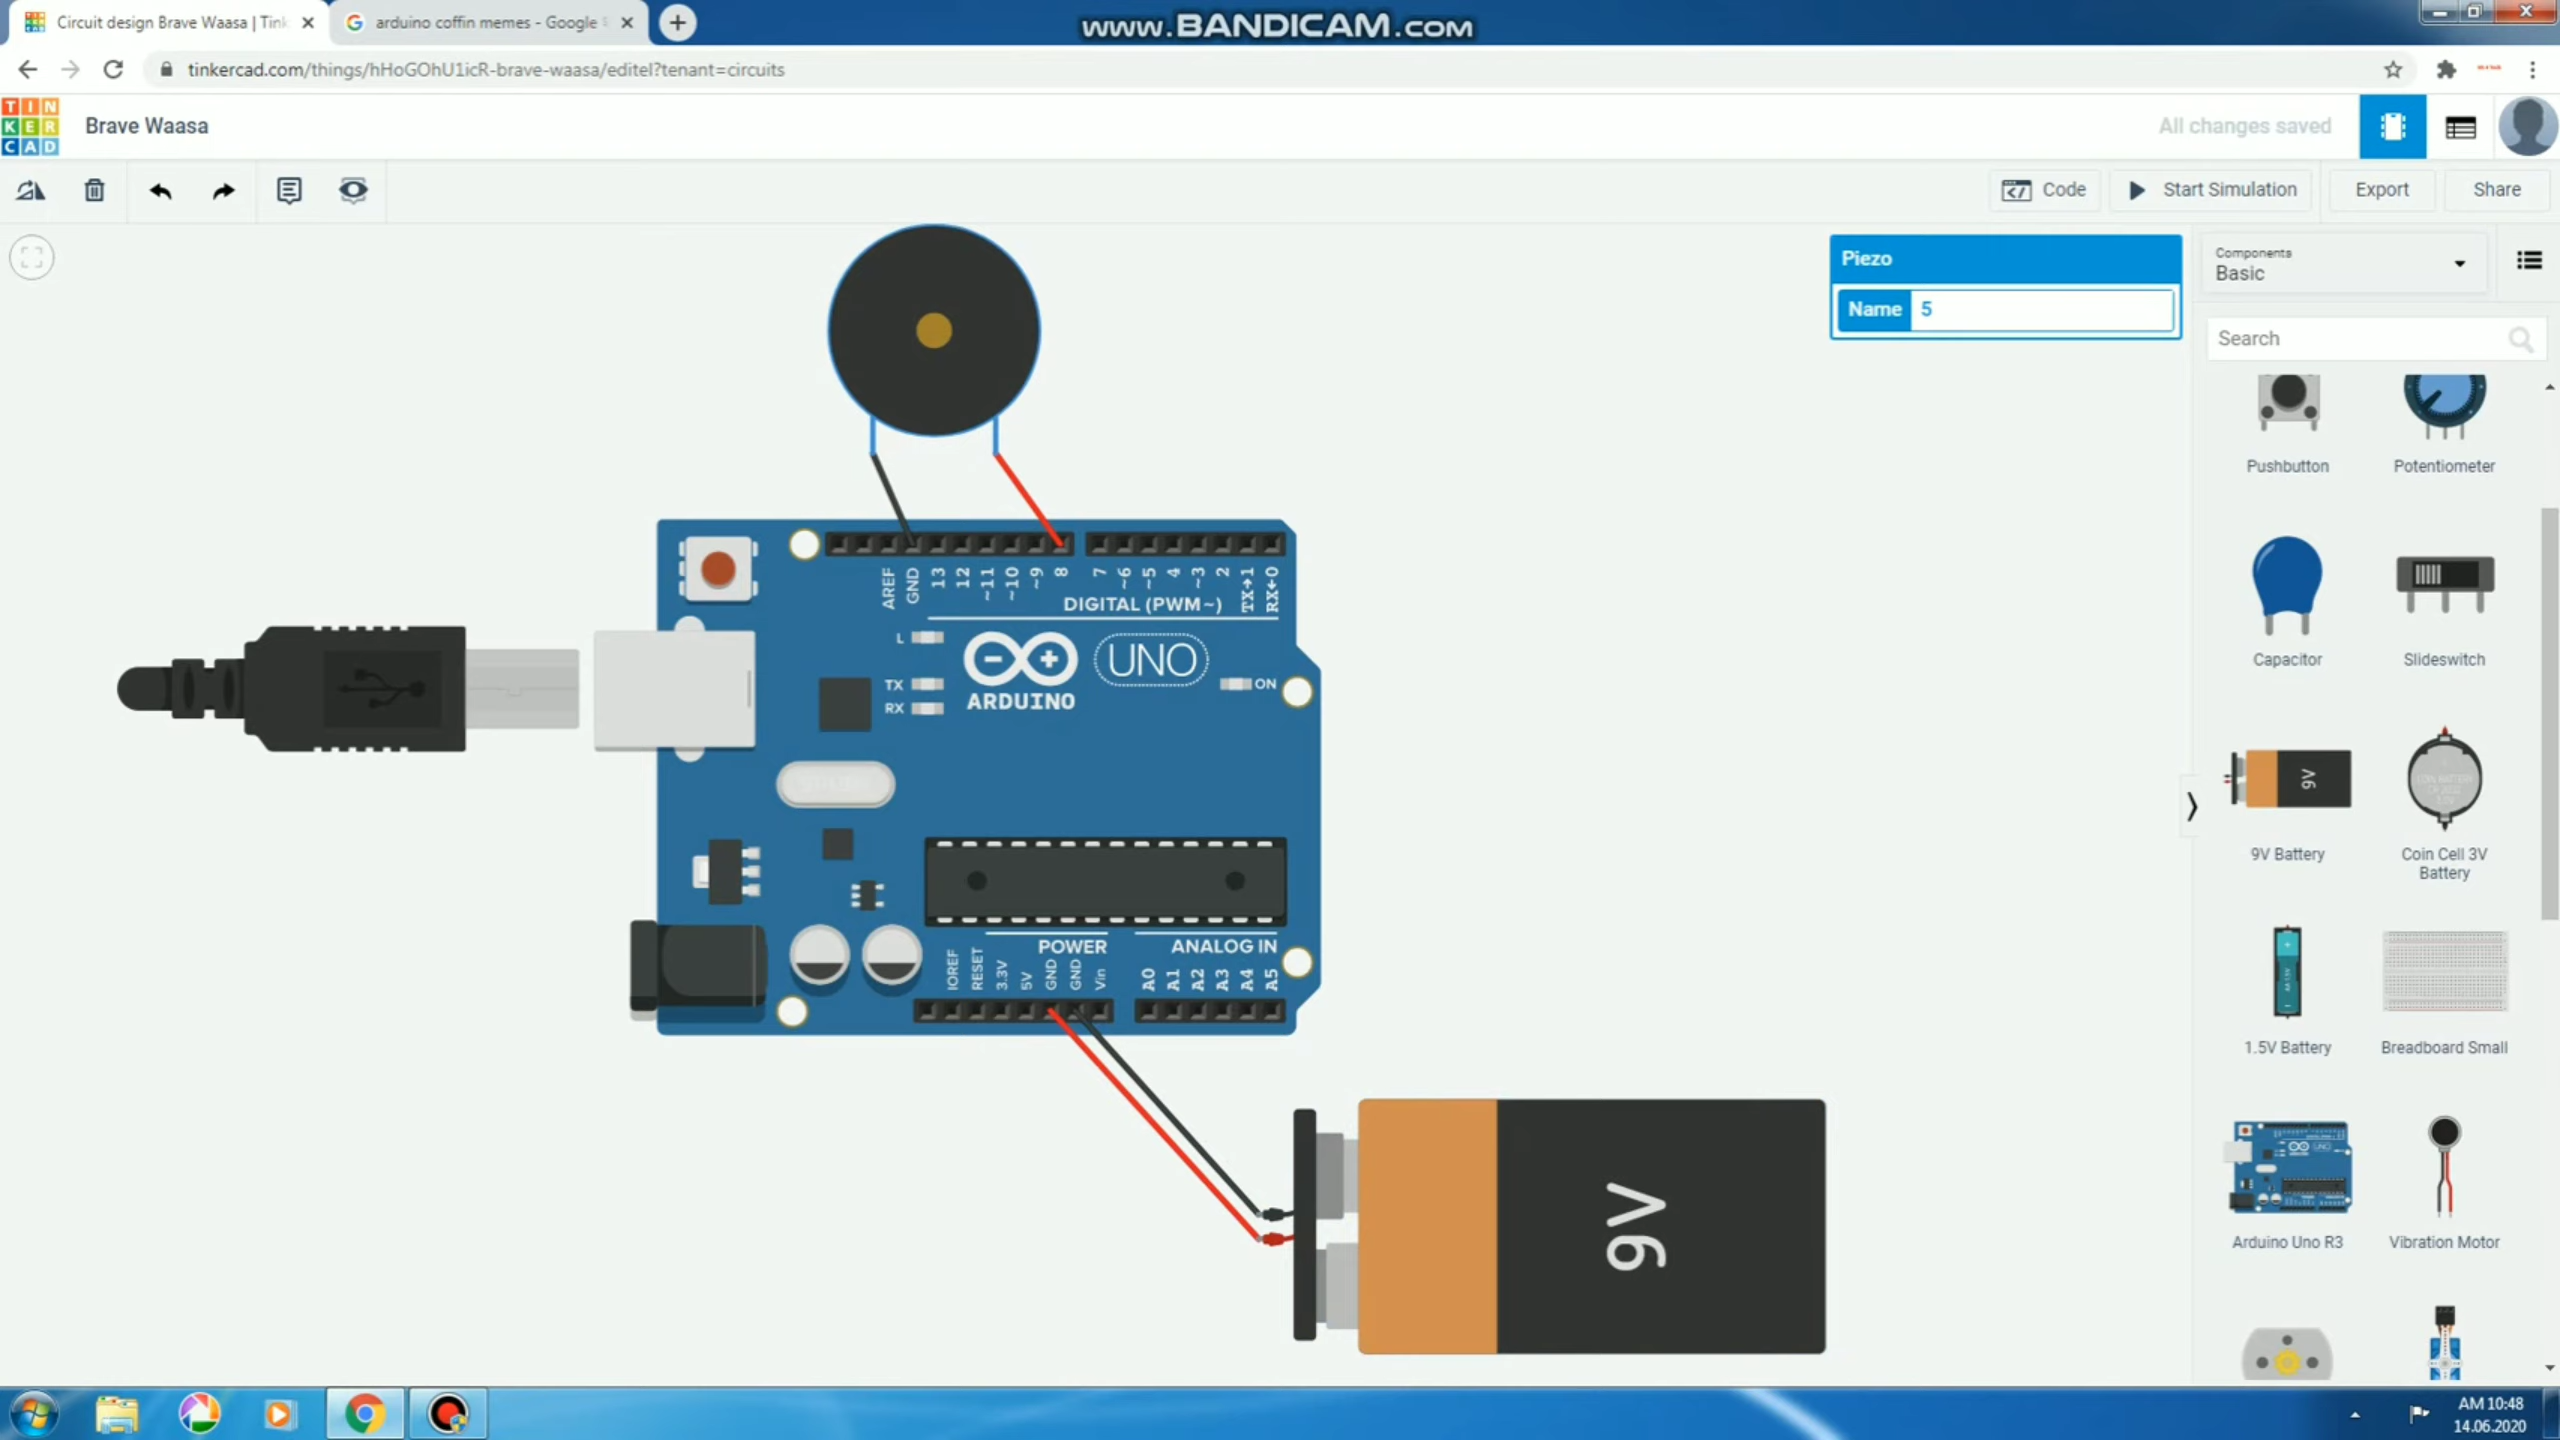 Circuit design Brave Waasa | Tink
arduino coffin memes - Google S
www.BANDICAM.com
tinkercad.com/things/hHoGOhU1icR-brave-waasa/editel?tenant=circuits
TIN
KER
CAD
Brave Waasa
All changes saved
Code
Start Simulation
Export
Share
Piezo
Name
5
Components
Basic
Search
Pushbutton
Potentiometer
Capacitor
Slideswitch
9V
9V Battery
Coin Cell 3V
Battery
1.5V Battery
Breadboard Small
Arduino Uno R3
Vibration Motor
AREF
GND
13
12
~11
~10
~9
8
7
~6
~5
4
~3
2
TX→1
RX←0
DIGITAL (PWM~)
L
TX
RX
ARDUINO
UNO
ON
POWER
ANALOG IN
IOREF
RESET
3.3V
5V
GND
GND
Vin
A0
A1
A2
A3
A4
A5
9V
AM 10:48
14.06.2020